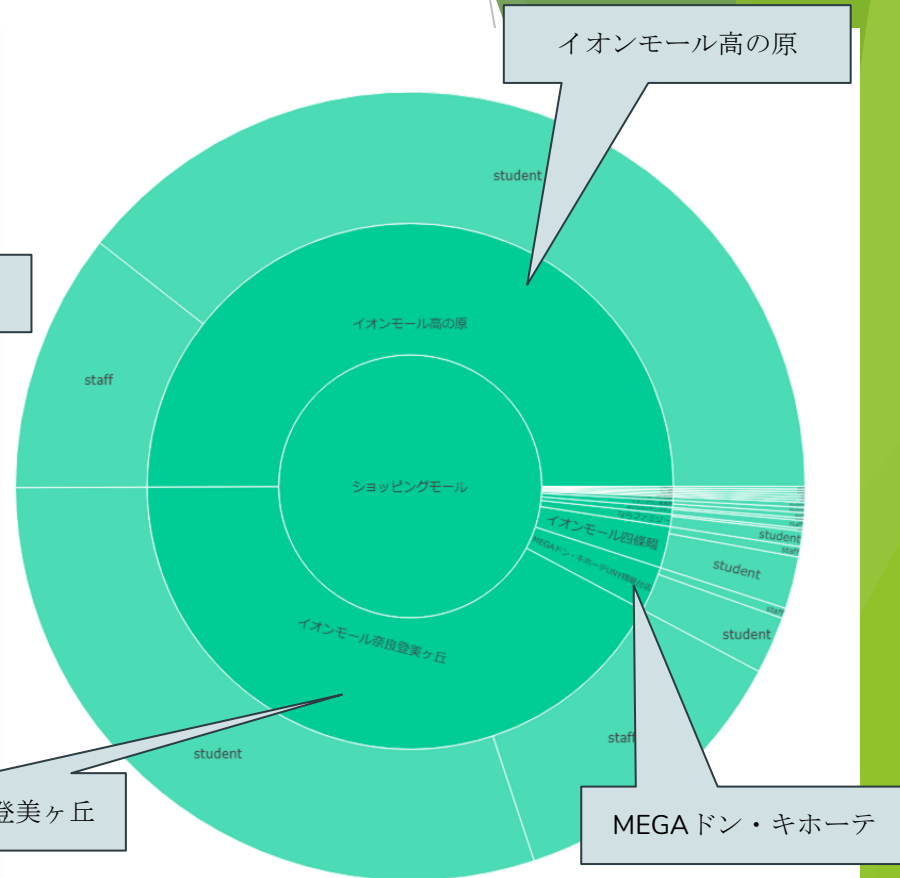 イオンモール高の原
student
イオンモール高の原
staff
ショッピングモール
イオンモール四條畷
student
staff
student
staff
student
イオンモール奈良登美ヶ丘
student
staff
登美ヶ丘
MEGAドン・キホーテ